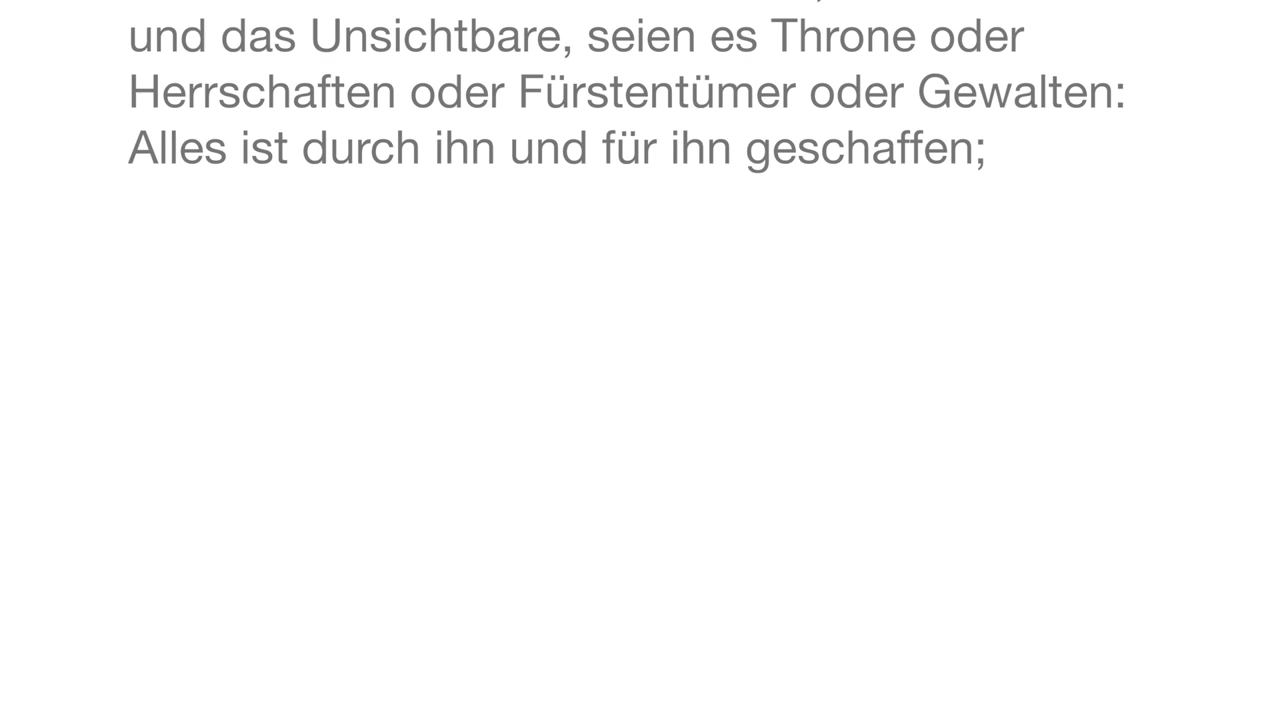 und das Unsichtbare, seien es Throne oder
Herrschaften oder Fürstentümer oder Gewalten:
Alles ist durch ihn und für ihn geschaffen;